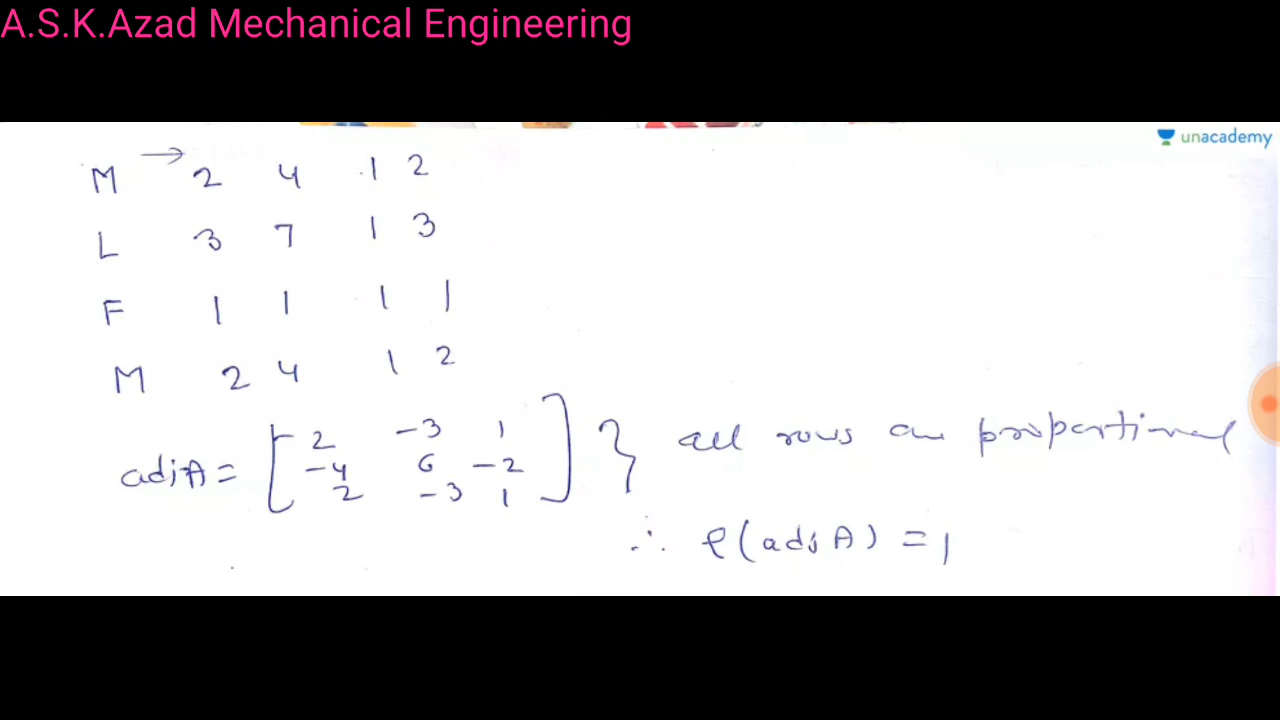 A.S.K.Azad Mechanical Engineering
unacademy
M → 2 4 1 2
L 3 7 1 3
F 1 1 1 1
M 2 4 1 2
adjA = [ 2 -3 1
-4 6 -2
2 -3 1 ] } all rows are proportional
∴ ρ(adjA) = 1